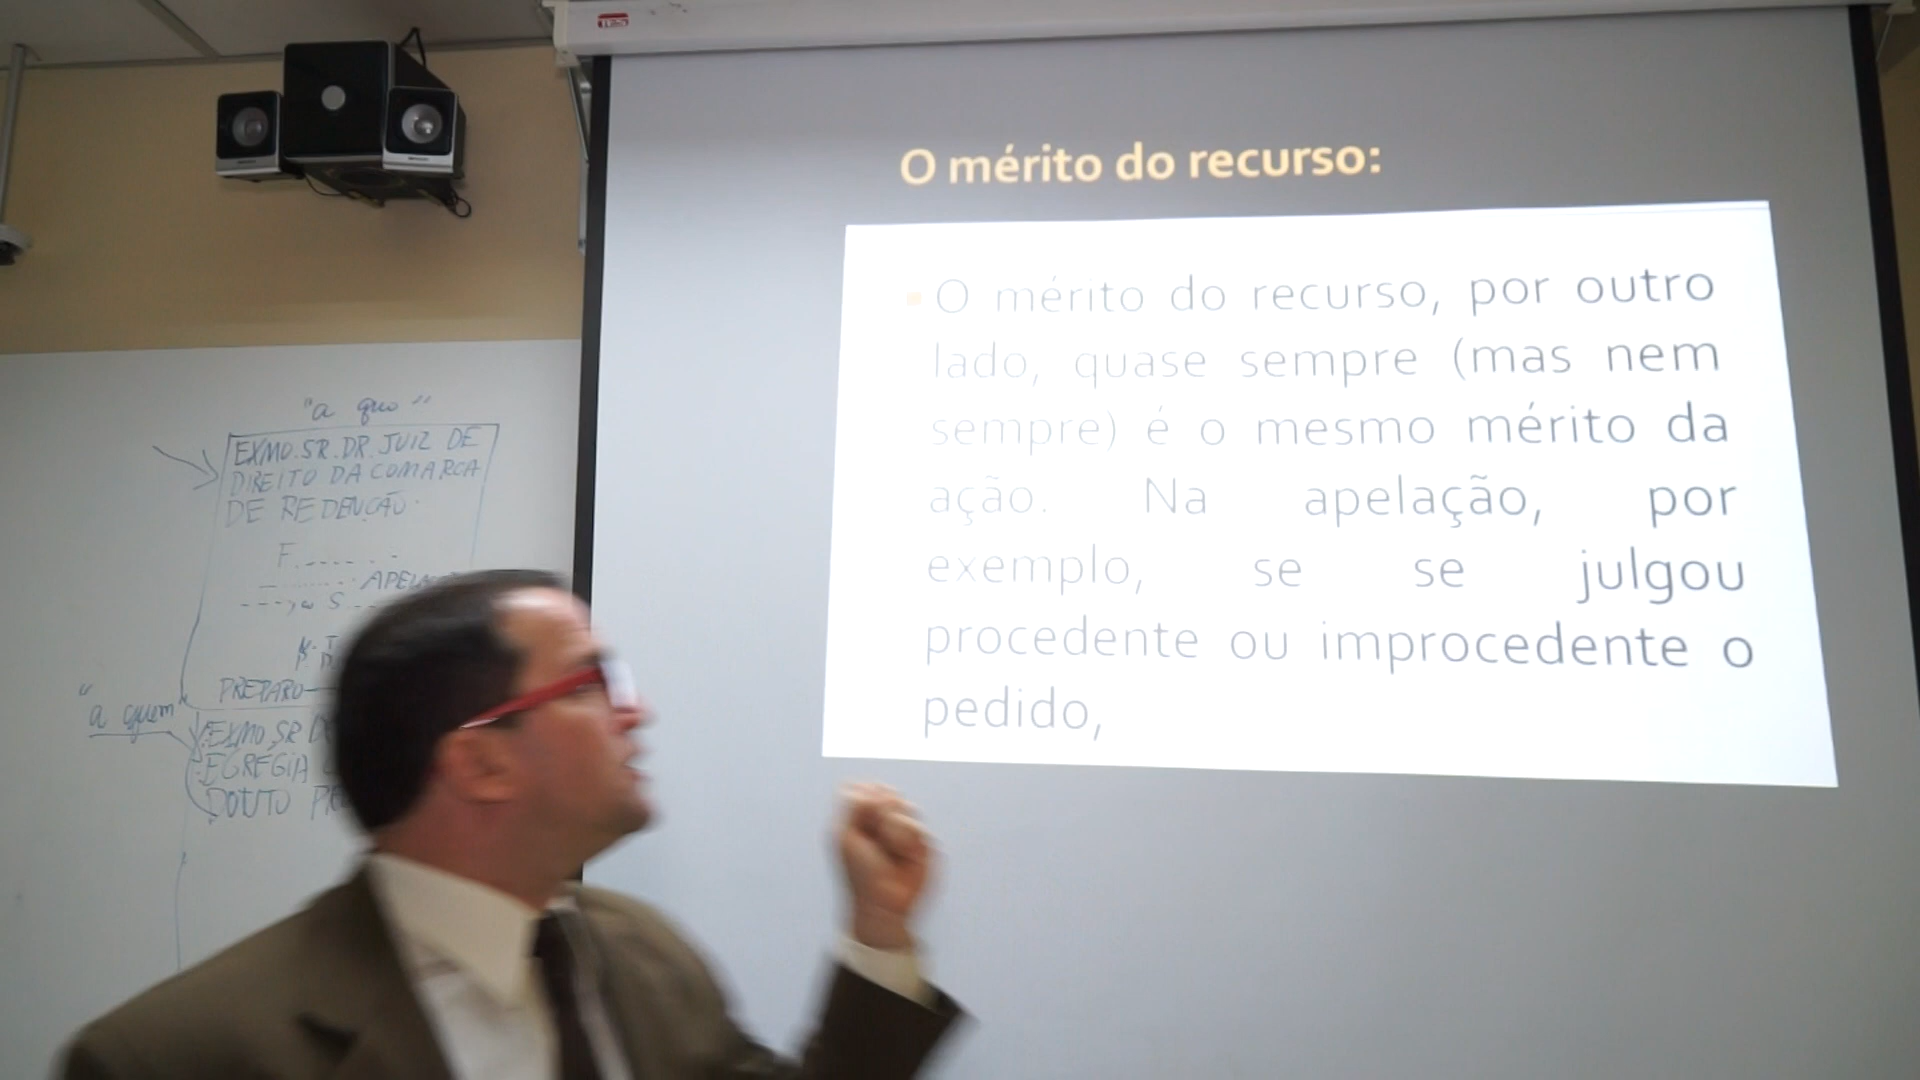 O mérito do recurso:
O mérito do recurso, por outro
lado, quase sempre (mas nem
sempre) é o mesmo mérito da
ação. Na apelação, por
exemplo, se se julgou
procedente ou improcedente o
pedido,
"a quo"
EXMO. SR. DR. JUIZ DE
DIREITO DA COMARCA
DE REDENÇÃO.
F.
S
PREPARO
"a quem
EXMO SR
EGREGIA
DOUTO